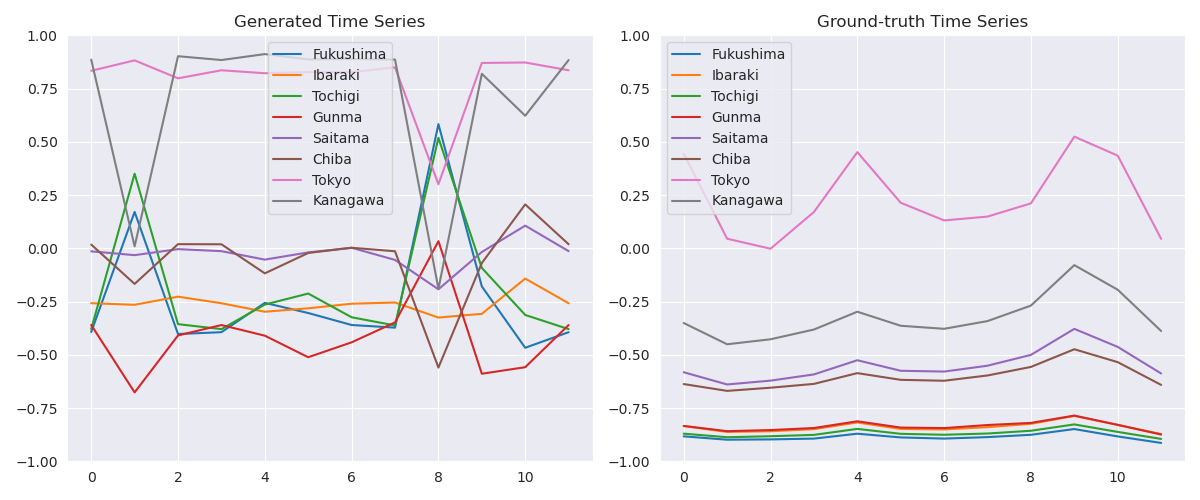 Generated Time Series
1.00
0.75
0.50
0.25
0.00
−0.25
−0.50
−0.75
−1.00
0
2
4
6
8
10
Fukushima
Ibaraki
Tochigi
Gunma
Saitama
Chiba
Tokyo
Kanagawa
Ground-truth Time Series
1.00
0.75
0.50
0.25
0.00
−0.25
−0.50
−0.75
−1.00
0
2
4
6
8
10
Fukushima
Ibaraki
Tochigi
Gunma
Saitama
Chiba
Tokyo
Kanagawa